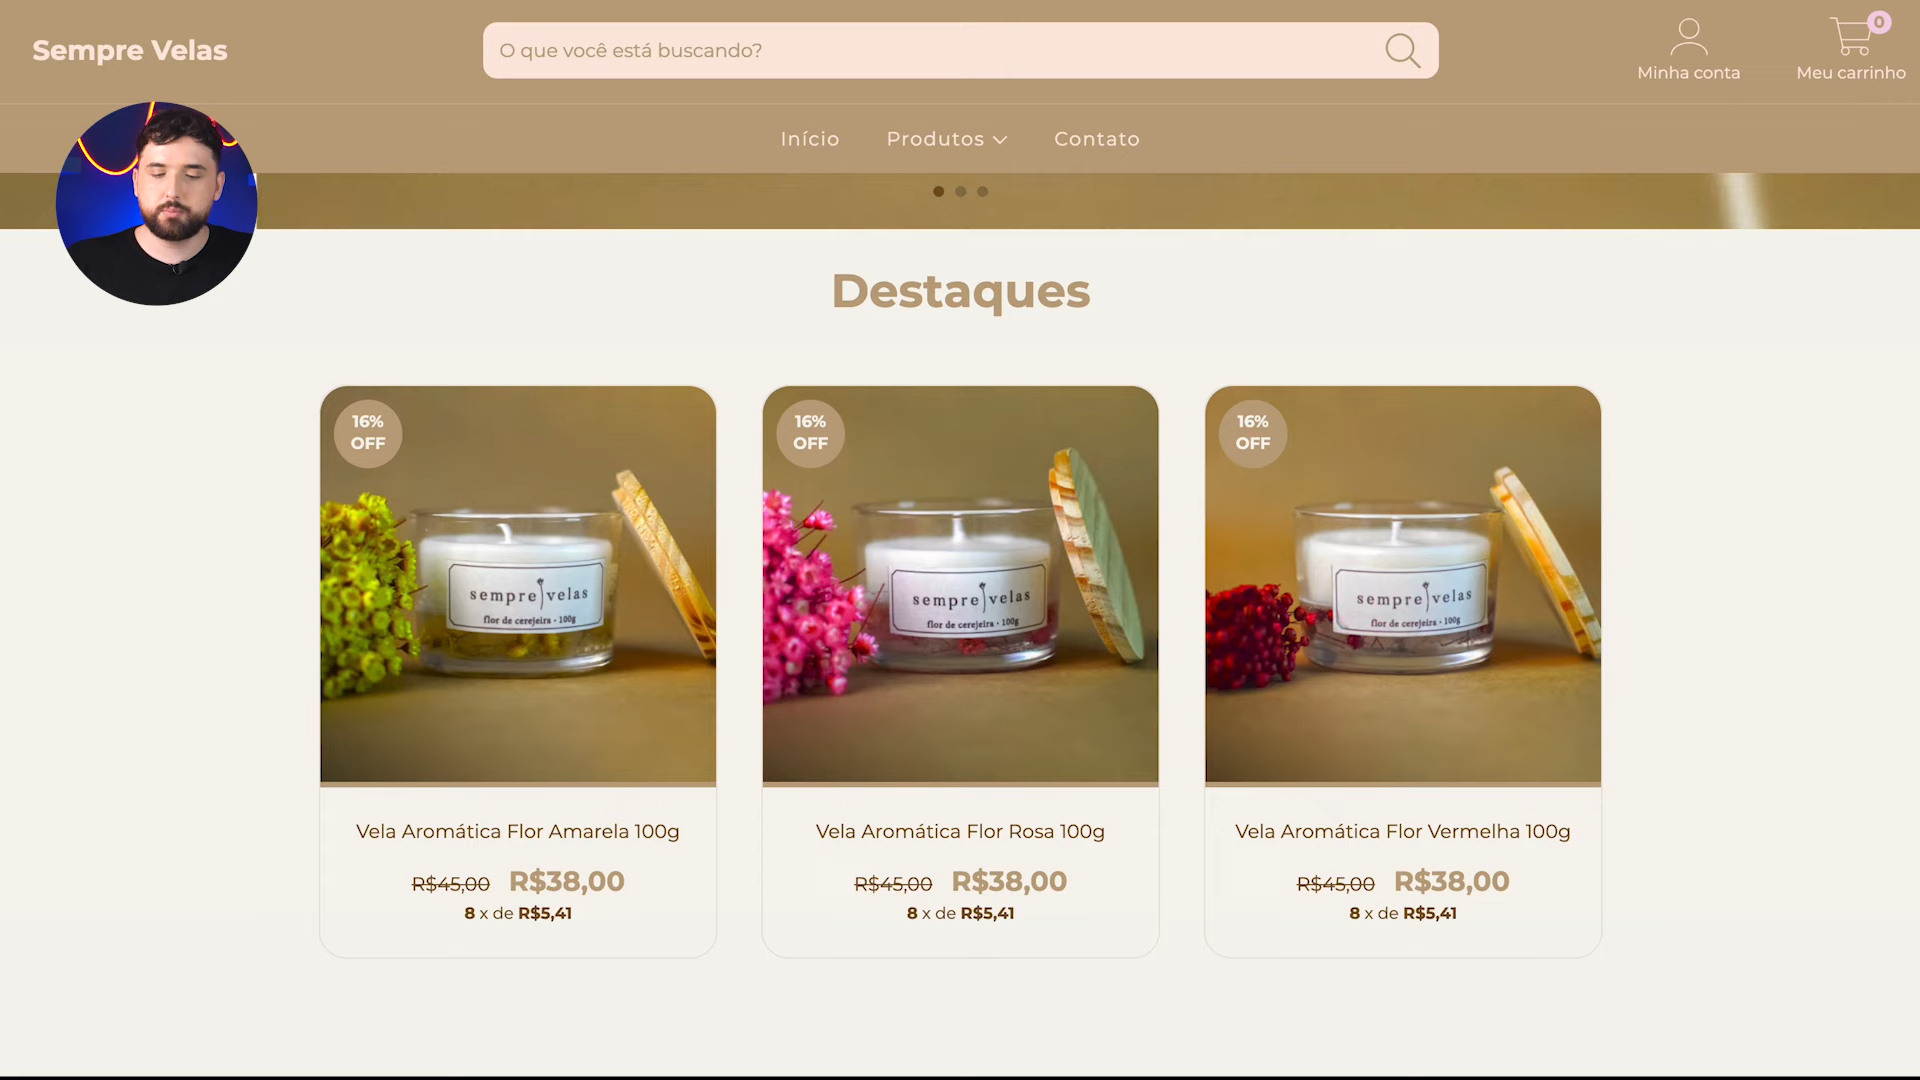 Sempre Velas
O que você está buscando?
Minha conta
0
Meu carrinho
Início
Produtos
Contato
Destaques
16%
OFF
sempre velas
flor de cerejeira • 100g
Vela Aromática Flor Amarela 100g
R$45,00 R$38,00
8 x de R$5,41
16%
OFF
sempre velas
flor de cerejeira • 100g
Vela Aromática Flor Rosa 100g
R$45,00 R$38,00
8 x de R$5,41
16%
OFF
sempre velas
flor de cerejeira • 100g
Vela Aromática Flor Vermelha 100g
R$45,00 R$38,00
8 x de R$5,41